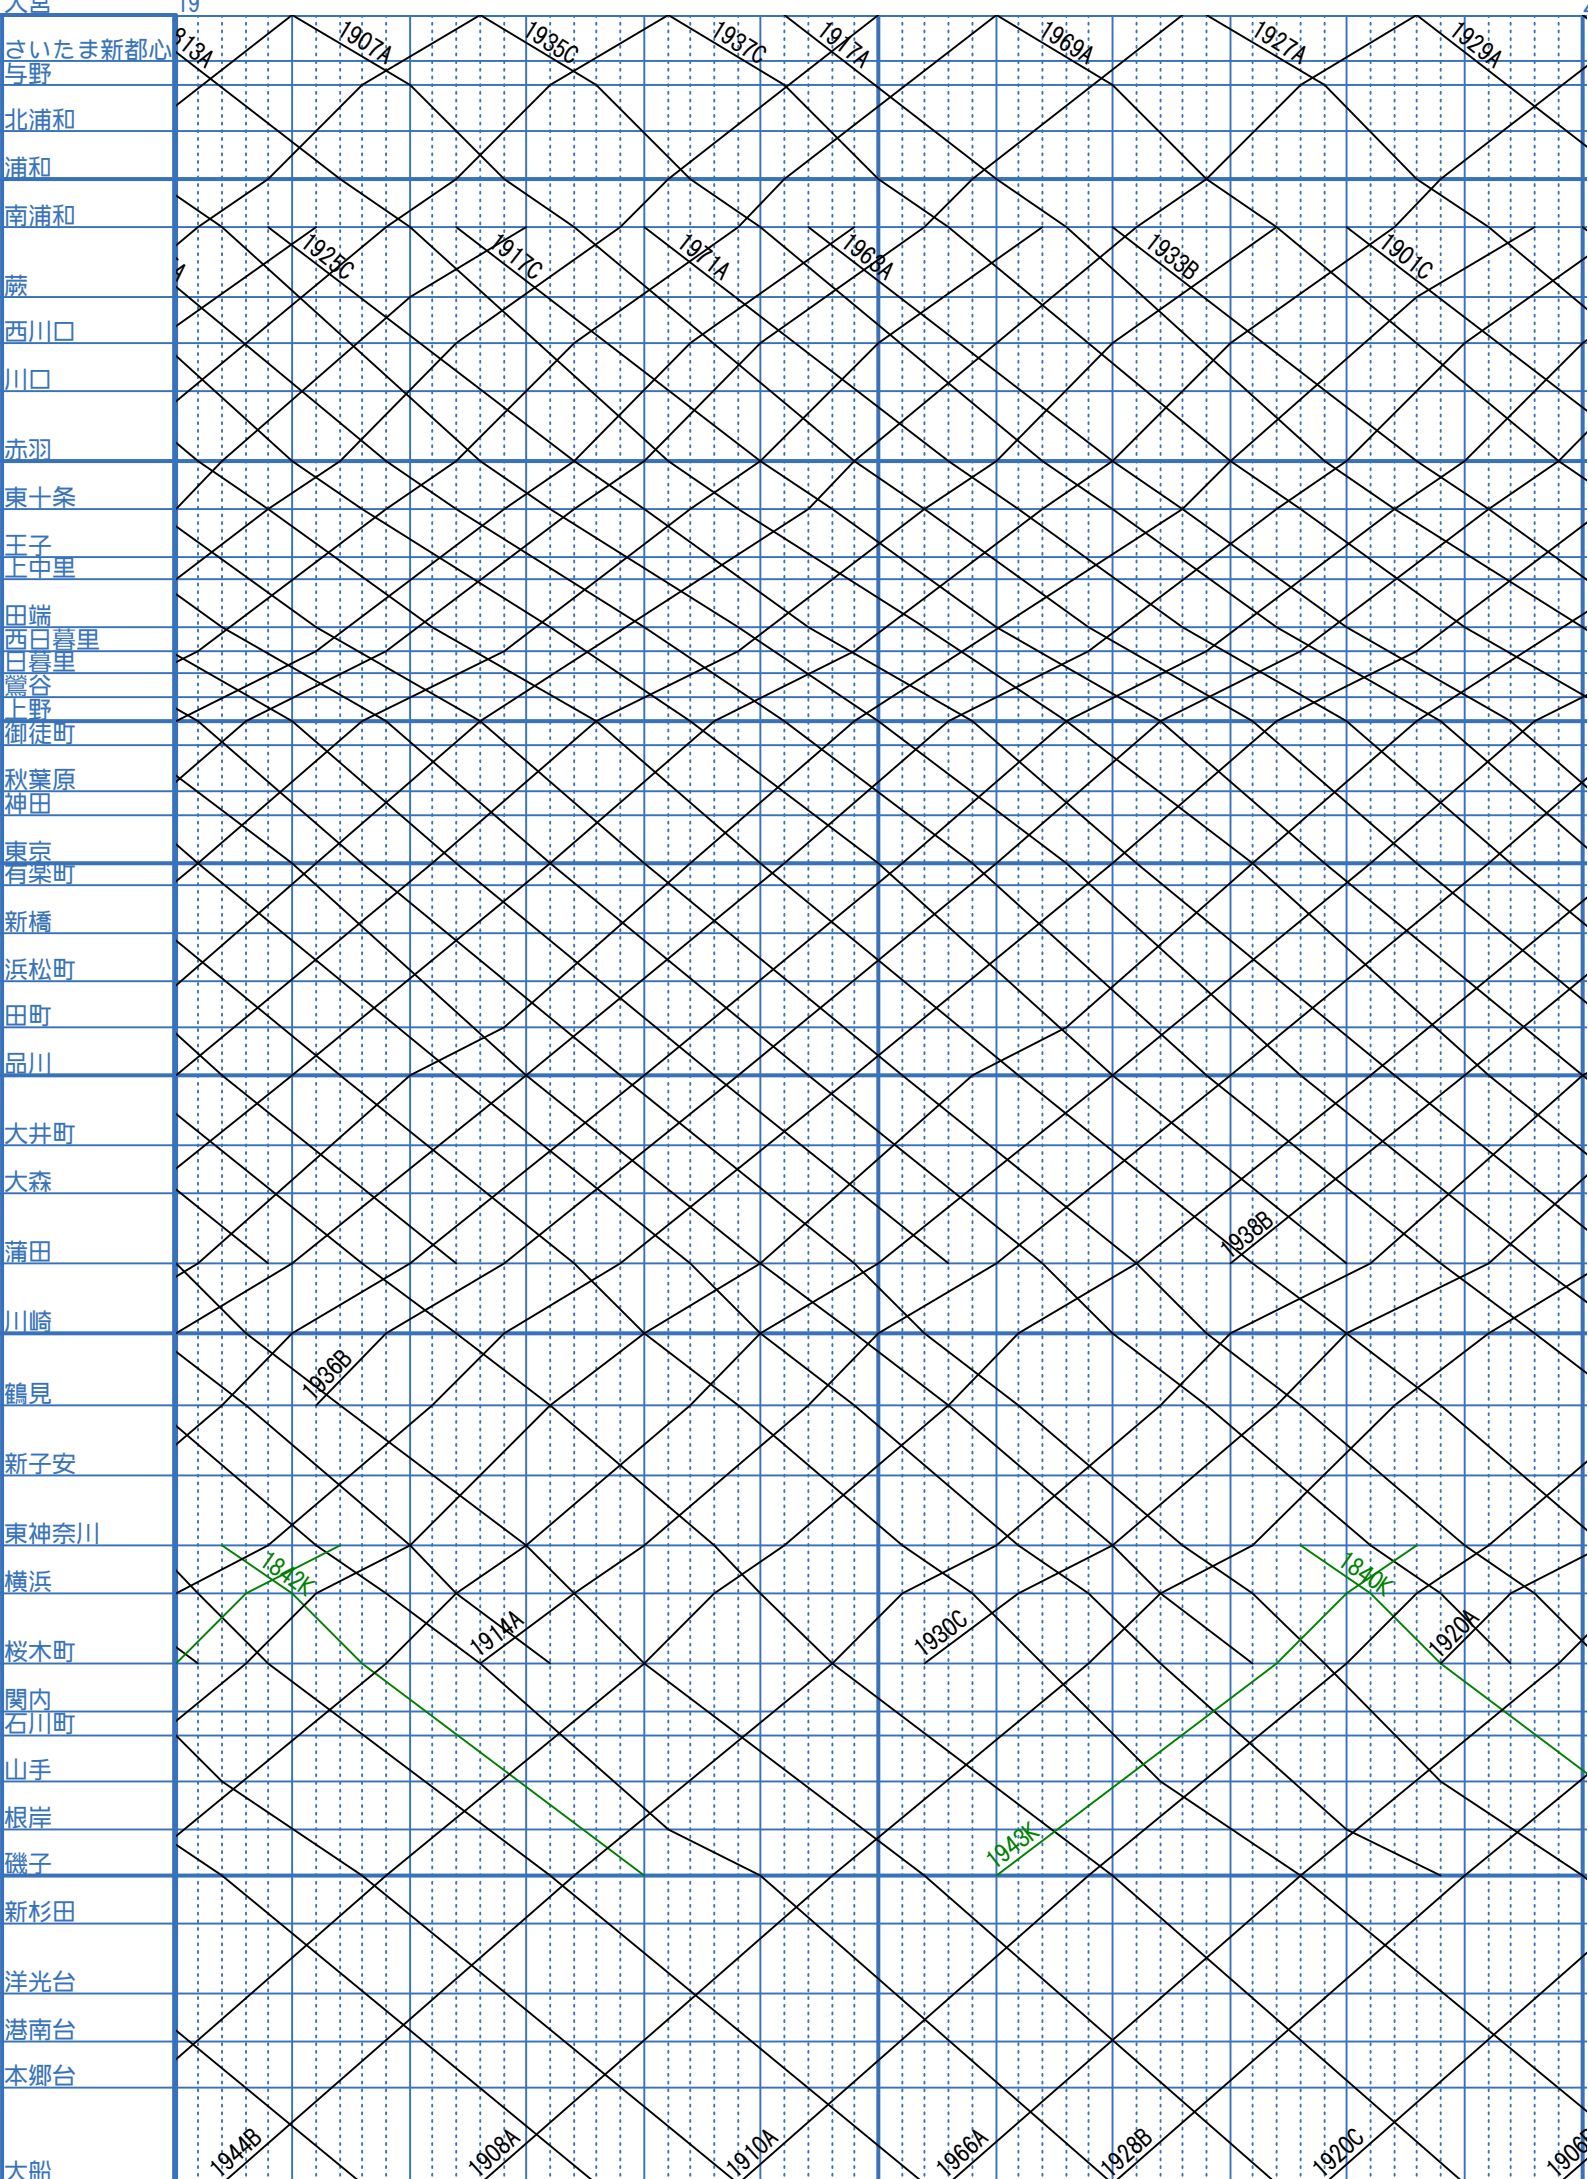 大宮
19
さいたま新都心
813A
1907A
1935C
1937C
1917A
1969A
1927A
1929A
与野
北浦和
浦和
南浦和
1925C
1917C
1971A
1963A
1933B
1901C
蕨
西川口
川口
赤羽
東十条
王子
上中里
田端
西日暮里
日暮里
鶯谷
上野
御徒町
秋葉原
神田
東京
有楽町
新橋
浜松町
田町
品川
大井町
大森
蒲田
1938B
川崎
1936B
鶴見
新子安
東神奈川
1842K
1840K
横浜
1914A
1930C
1920A
桜木町
関内
石川町
山手
根岸
1943K
磯子
新杉田
洋光台
港南台
本郷台
1944B
1908A
1910A
1966A
1928B
1920C
大船